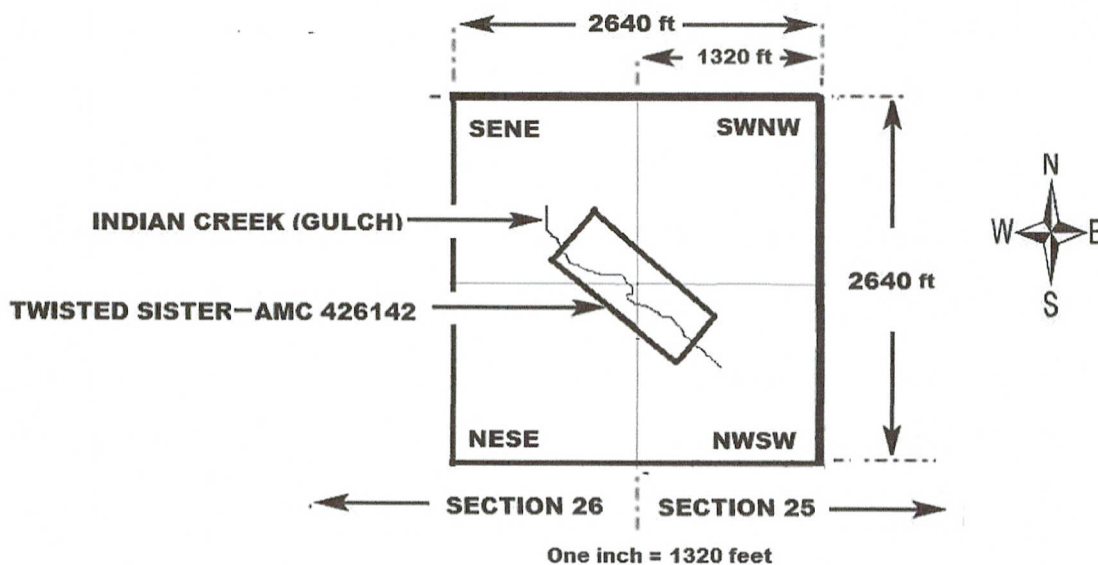 2640 ft
1320 ft
SENE
SWNW
N
INDIAN CREEK (GULCH)
W
E
2640 ft
S
TWISTED SISTER—AMC 426142
NESE
NWSW
SECTION 26
SECTION 25
One inch = 1320 feet